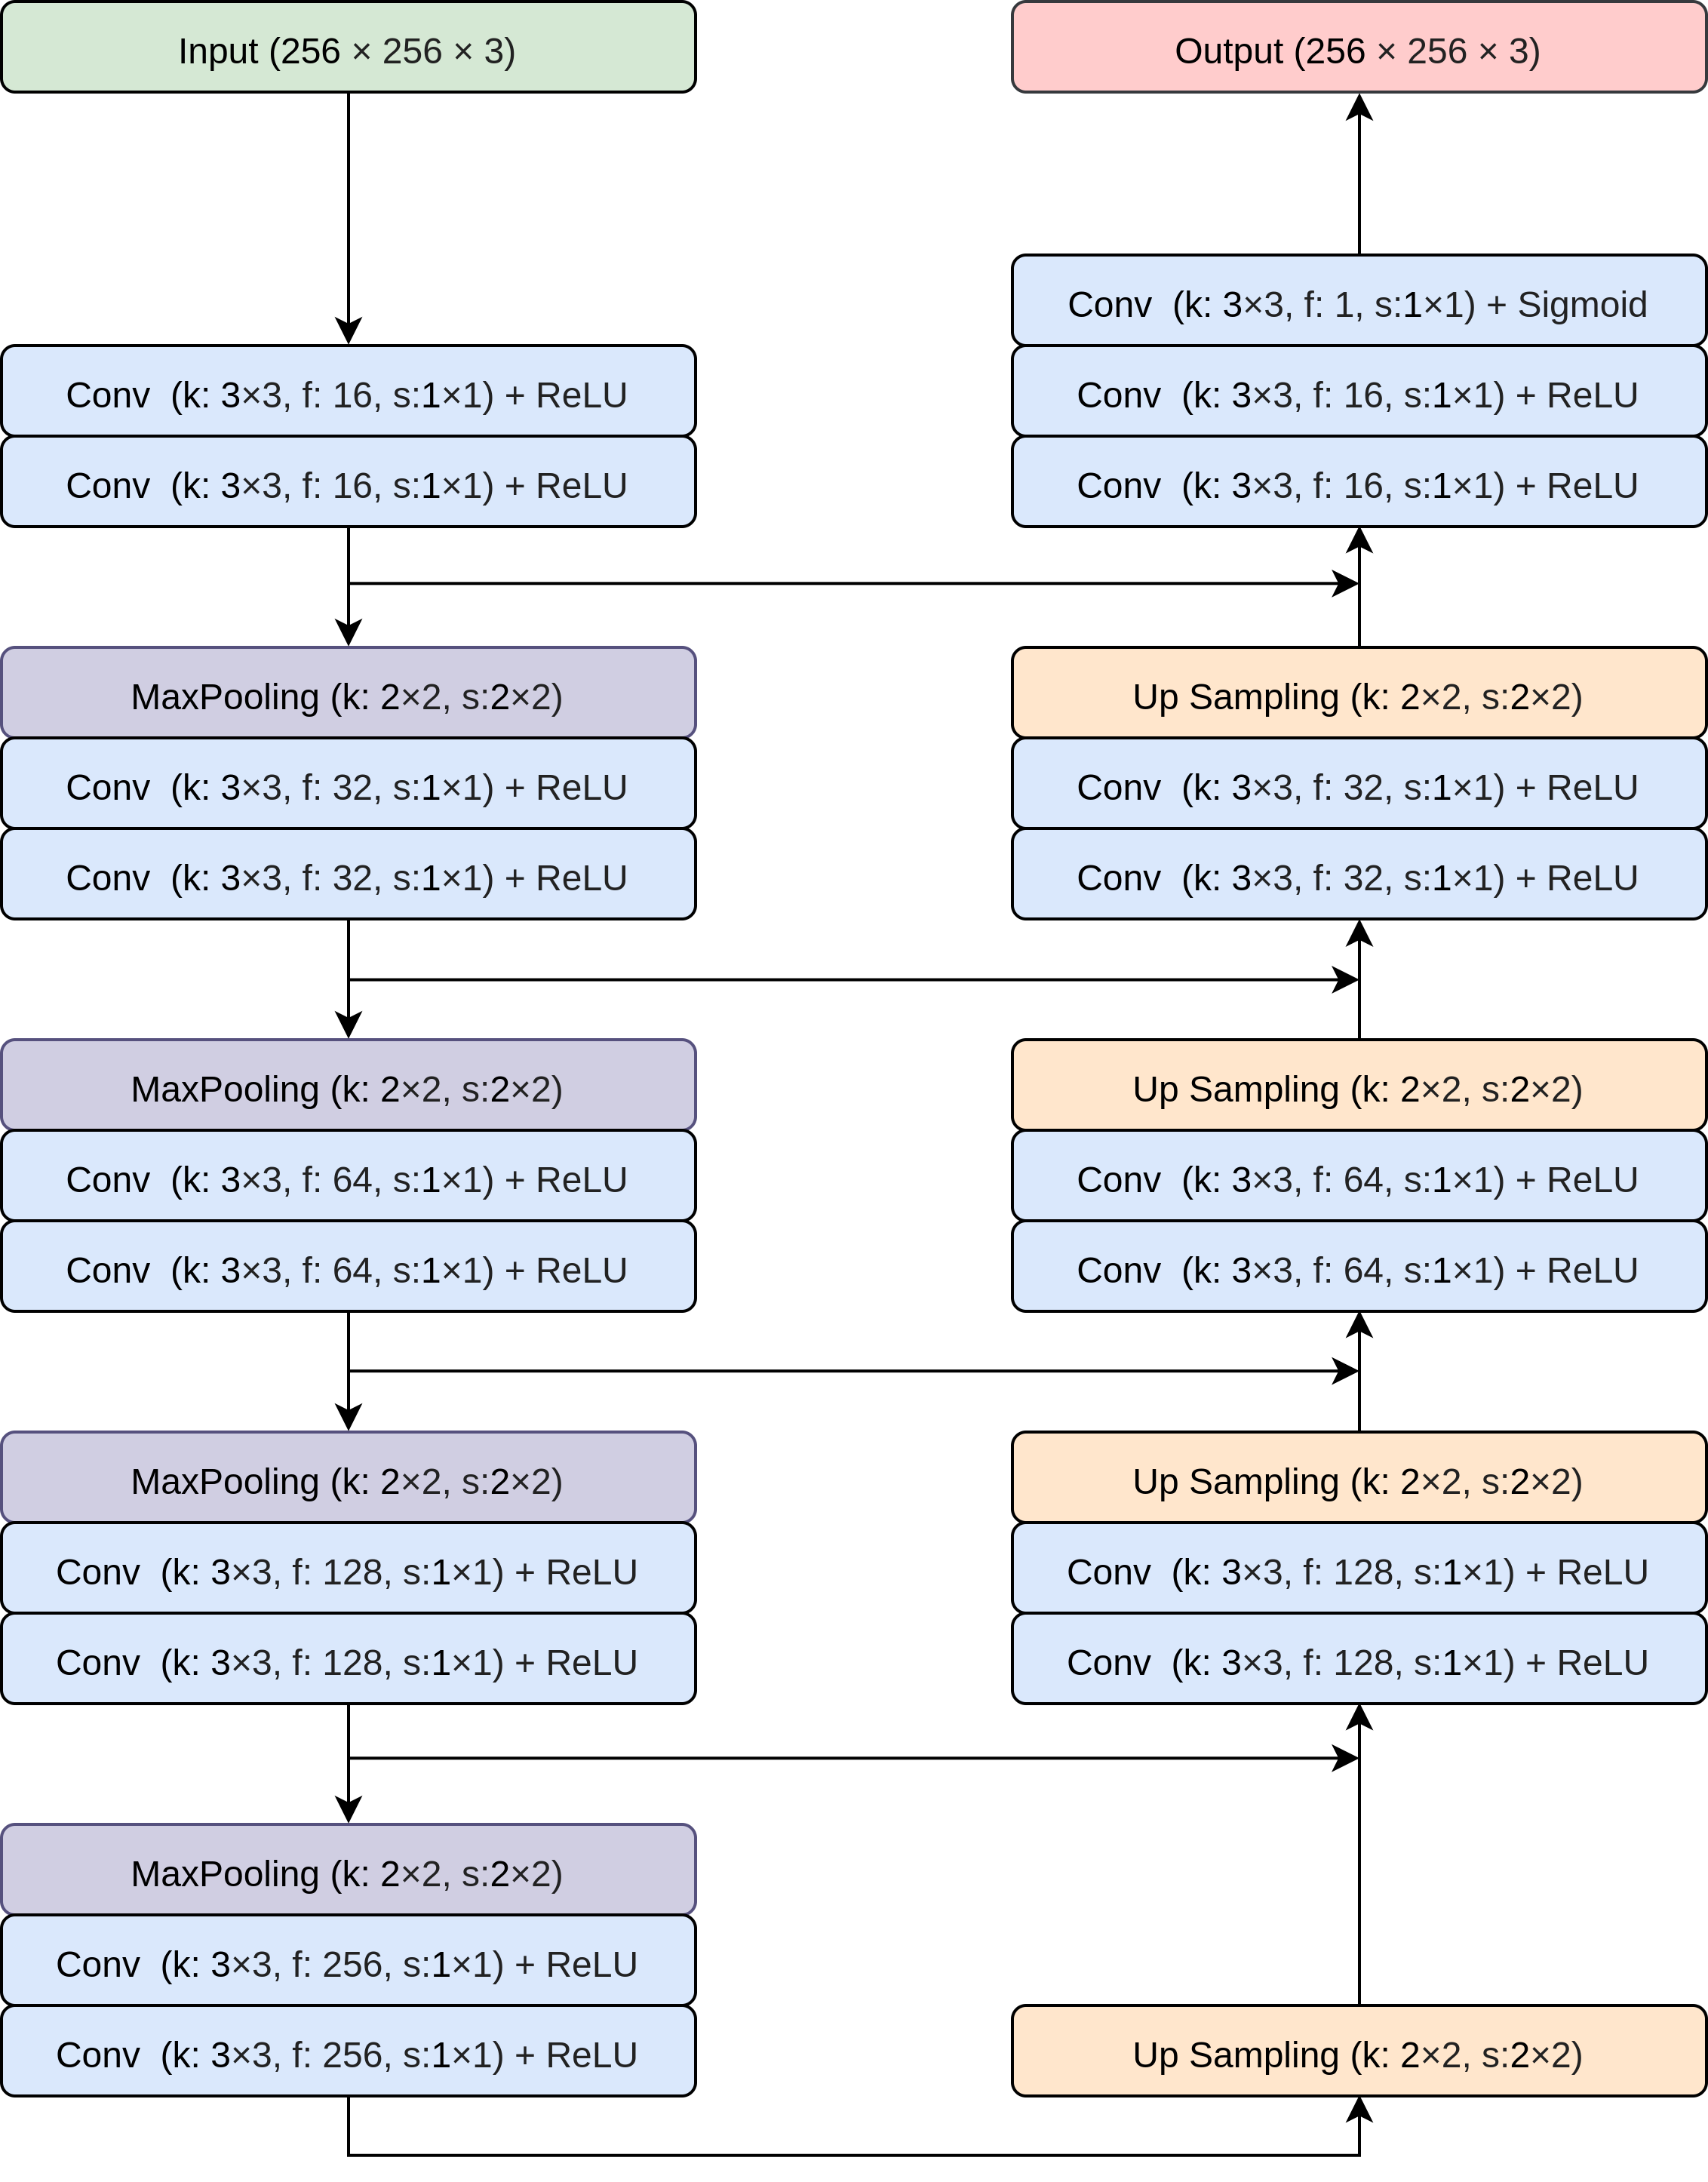 Input (256 × 256 × 3)
Conv  (k: 3×3, f: 16, s:1×1) + ReLU
Conv  (k: 3×3, f: 16, s:1×1) + ReLU
MaxPooling (k: 2×2, s:2×2)
Conv  (k: 3×3, f: 32, s:1×1) + ReLU
Conv  (k: 3×3, f: 32, s:1×1) + ReLU
MaxPooling (k: 2×2, s:2×2)
Conv  (k: 3×3, f: 64, s:1×1) + ReLU
Conv  (k: 3×3, f: 64, s:1×1) + ReLU
MaxPooling (k: 2×2, s:2×2)
Conv  (k: 3×3, f: 128, s:1×1) + ReLU
Conv  (k: 3×3, f: 128, s:1×1) + ReLU
MaxPooling (k: 2×2, s:2×2)
Conv  (k: 3×3, f: 256, s:1×1) + ReLU
Conv  (k: 3×3, f: 256, s:1×1) + ReLU
Output (256 × 256 × 3)
Conv  (k: 3×3, f: 1, s:1×1) + Sigmoid
Conv  (k: 3×3, f: 16, s:1×1) + ReLU
Conv  (k: 3×3, f: 16, s:1×1) + ReLU
Up Sampling (k: 2×2, s:2×2)
Conv  (k: 3×3, f: 32, s:1×1) + ReLU
Conv  (k: 3×3, f: 32, s:1×1) + ReLU
Up Sampling (k: 2×2, s:2×2)
Conv  (k: 3×3, f: 64, s:1×1) + ReLU
Conv  (k: 3×3, f: 64, s:1×1) + ReLU
Up Sampling (k: 2×2, s:2×2)
Conv  (k: 3×3, f: 128, s:1×1) + ReLU
Conv  (k: 3×3, f: 128, s:1×1) + ReLU
Up Sampling (k: 2×2, s:2×2)